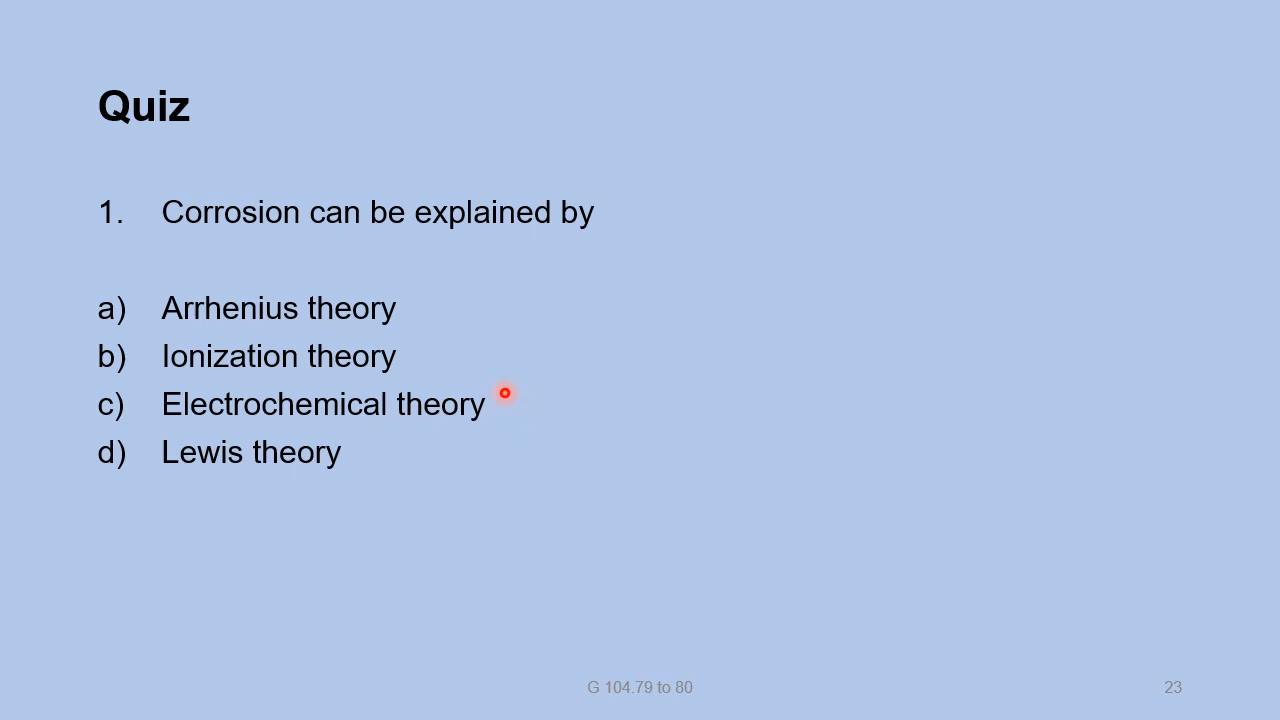 Quiz
1. Corrosion can be explained by
a) Arrhenius theory
b) Ionization theory
c) Electrochemical theory
d) Lewis theory
G 104.79 to 80
23